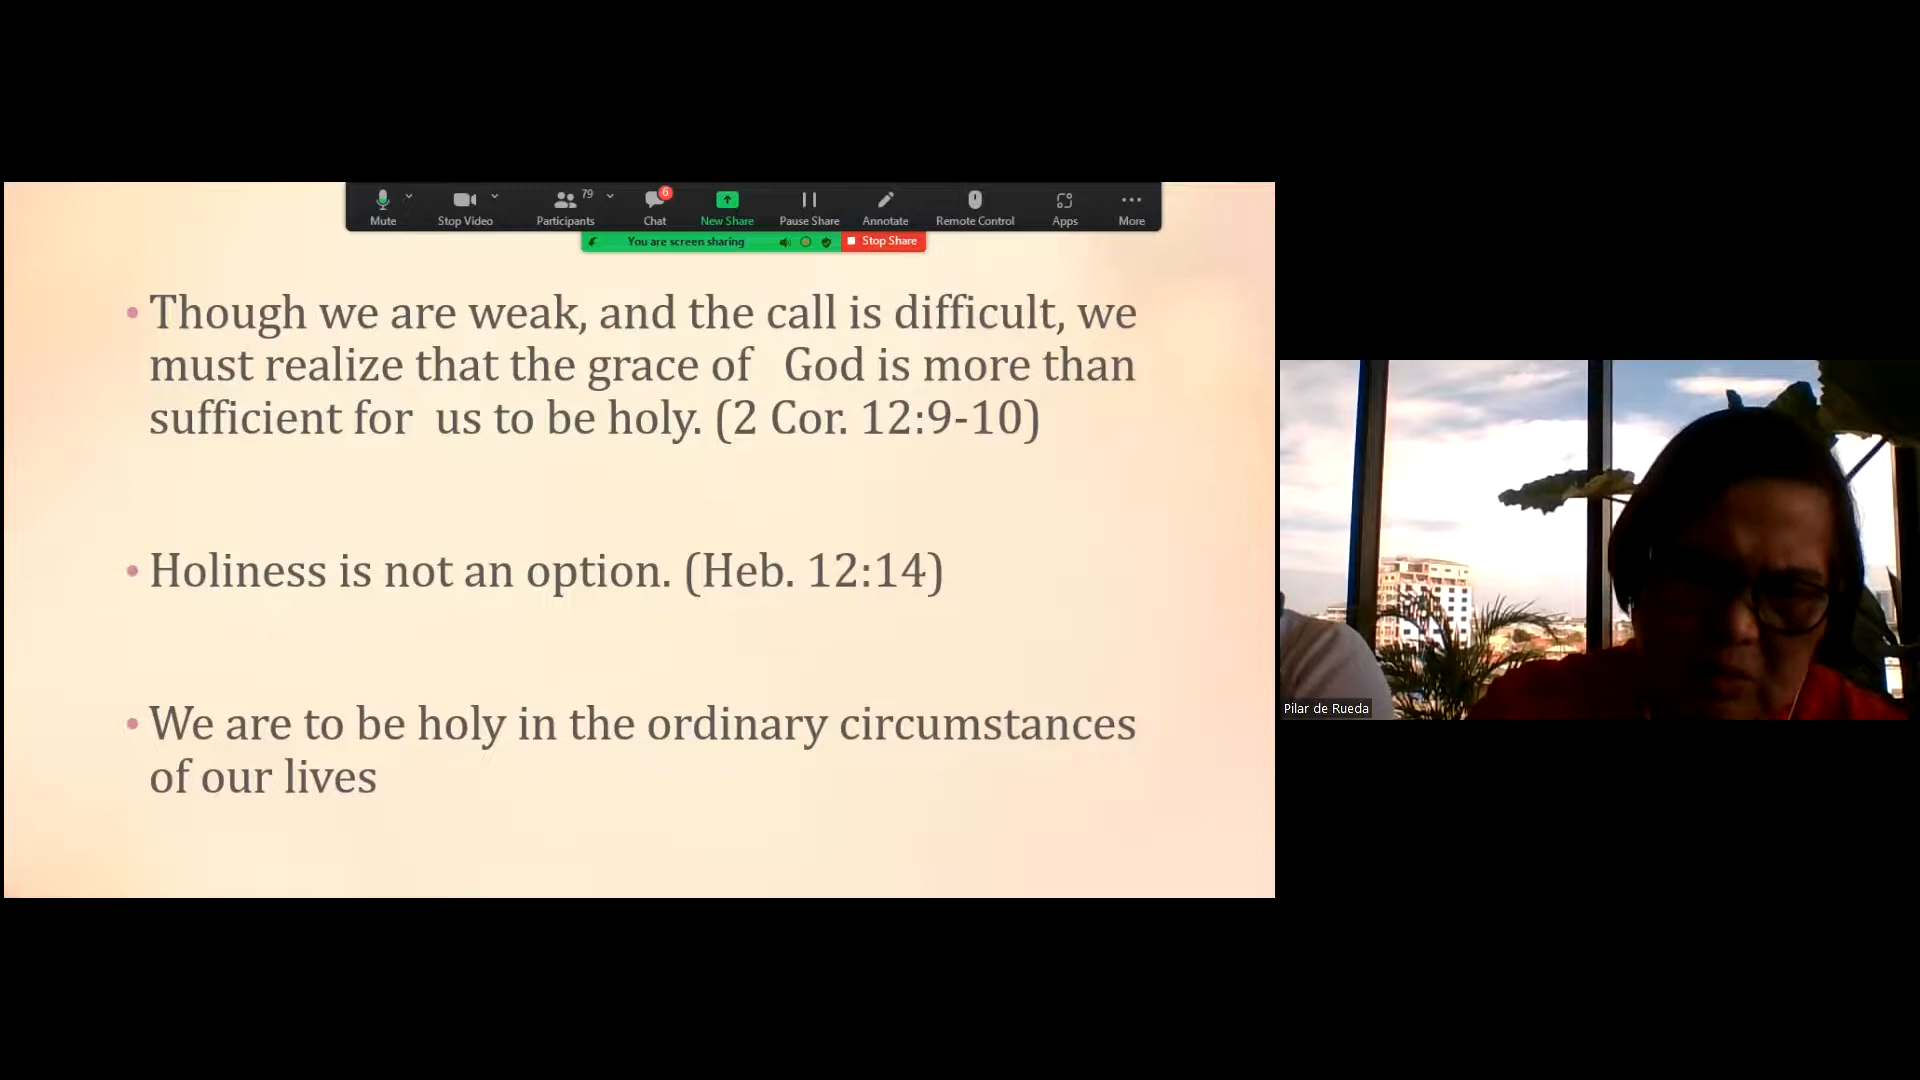 79
6
Mute
Stop Video
Participants
Chat
New Share
Pause Share
Annotate
Remote Control
Apps
More
You are screen sharing
Stop Share
• Though we are weak, and the call is difficult, we
must realize that the grace of   God is more than
sufficient for  us to be holy. (2 Cor. 12:9-10)
• Holiness is not an option. (Heb. 12:14)
• We are to be holy in the ordinary circumstances
of our lives
Pilar de Rueda